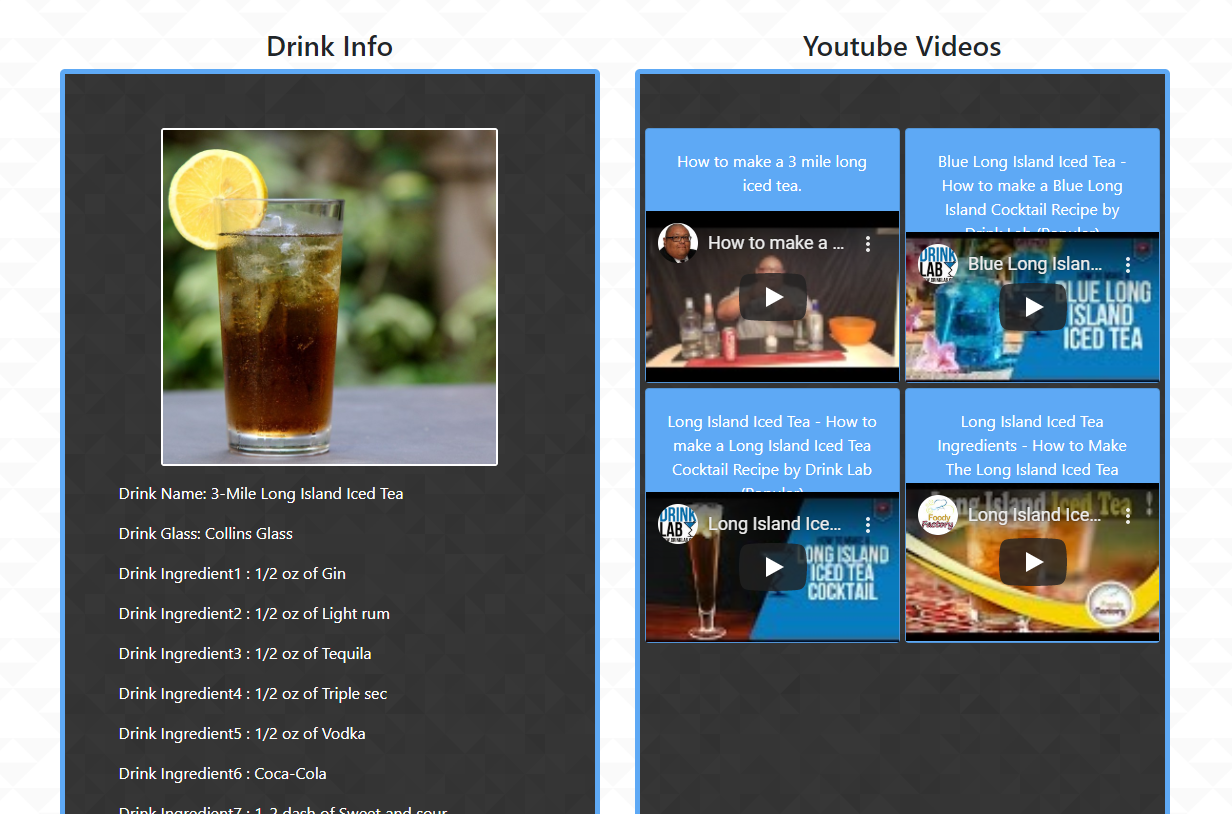 Drink Info
Drink Name: 3-Mile Long Island Iced Tea
Drink Glass: Collins Glass
Drink Ingredient1 : 1/2 oz of Gin
Drink Ingredient2 : 1/2 oz of Light rum
Drink Ingredient3 : 1/2 oz of Tequila
Drink Ingredient4 : 1/2 oz of Triple sec
Drink Ingredient5 : 1/2 oz of Vodka
Drink Ingredient6 : Coca-Cola
Drink Ingredient7 : 1-2 dash of Sweet and sour
Youtube Videos
How to make a 3 mile long
iced tea.
How to make a ...
Blue Long Island Iced Tea -
How to make a Blue Long
Island Cocktail Recipe by
Drink Lab (Popular)
DRINK
LAB
Blue Long Islan...
BLUE LONG
ISLAND
ICED TEA
Long Island Iced Tea - How to
make a Long Island Iced Tea
Cocktail Recipe by Drink Lab
(Popular)
DRINK
LAB
Long Island Ice...
HOW TO MAKE A
LONG ISLAND
ICED TEA
COCKTAIL
Long Island Iced Tea
Ingredients - How to Make
The Long Island Iced Tea
Long Island Iced Tea !
Foody
Factory
Long Island Ice...
Foody
Factory